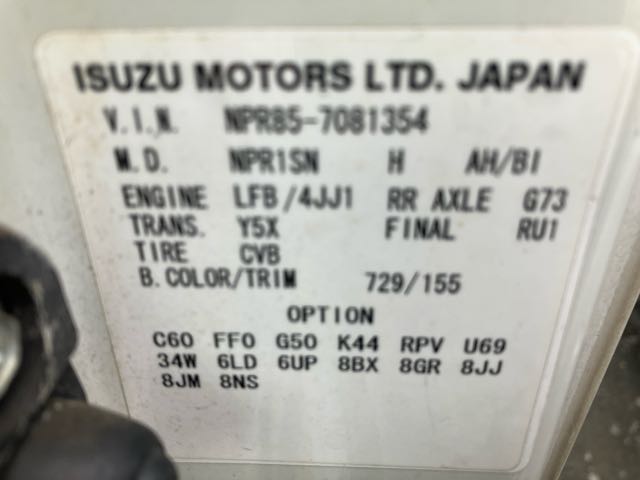 ISUZU MOTORS LTD. JAPAN
V.I.N. NPR85-7081354
M.D. NPR1SN H AH/BI
ENGINE LFB/4JJ1 RR AXLE G73
TRANS. Y5X FINAL RU1
TIRE CVB
B.COLOR/TRIM 729/155
OPTION
C60 FF0 G50 K44 RPV U69
34W 6LD 6UP 8BX 8GR 8JJ
8JM 8NS